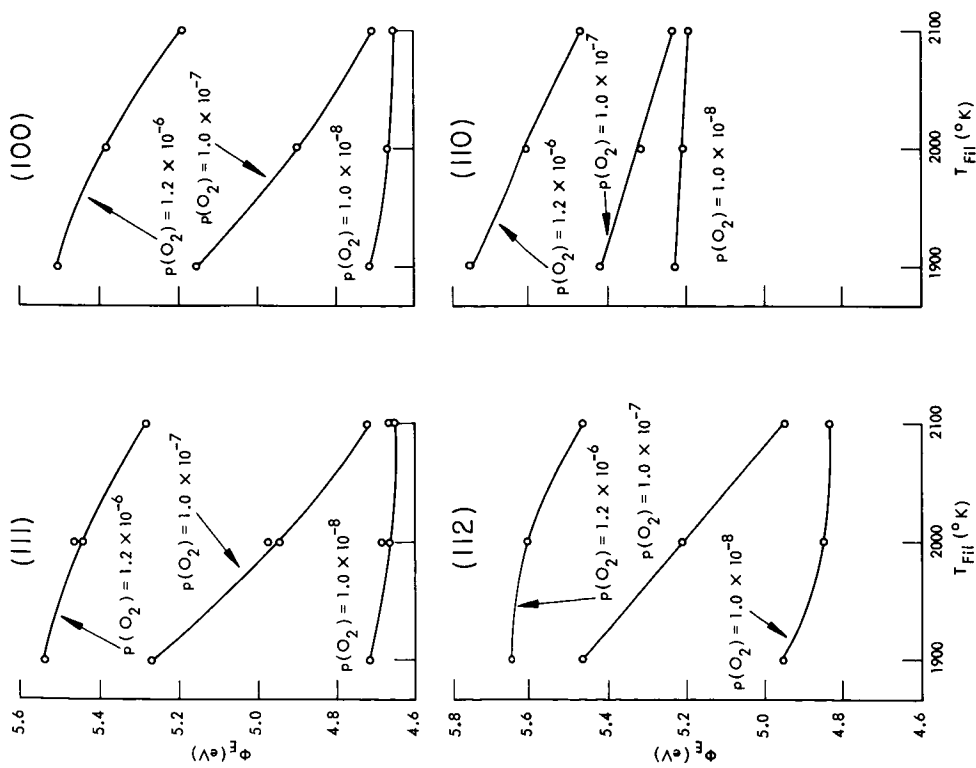 (111)
(100)
5.6
5.4
5.2
5.0
4.8
4.6
Φ_E (eV)
p(O₂) = 1.2 × 10⁻⁶
p(O₂) = 1.0 × 10⁻⁷
p(O₂) = 1.0 × 10⁻⁸
p(O₂) = 1.2 × 10⁻⁶
p(O₂) = 1.0 × 10⁻⁷
p(O₂) = 1.0 × 10⁻⁸
(112)
(110)
5.8
5.6
5.4
5.2
5.0
4.8
4.6
Φ_E (eV)
p(O₂) = 1.2 × 10⁻⁶
p(O₂) = 1.0 × 10⁻⁷
p(O₂) = 1.0 × 10⁻⁸
p(O₂) = 1.2 × 10⁻⁶
p(O₂) = 1.0 × 10⁻⁷
p(O₂) = 1.0 × 10⁻⁸
1900 2000 2100
T_Fil (°K)
1900 2000 2100
T_Fil (°K)